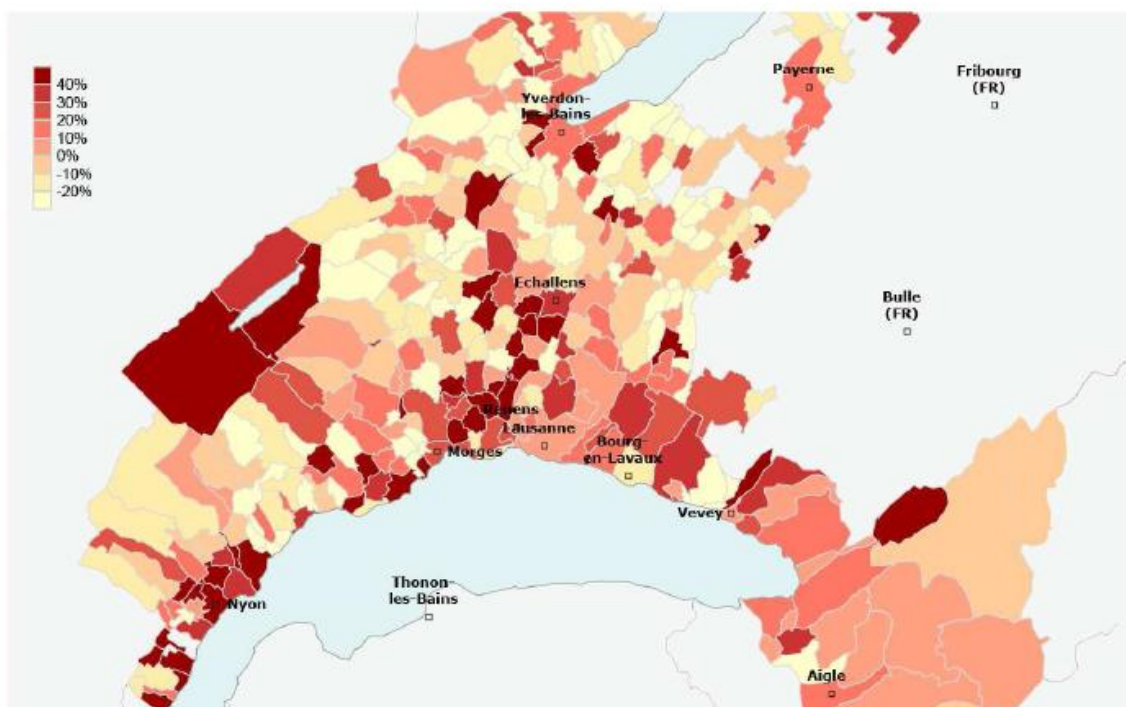 40%
30%
20%
10%
0%
-10%
-20%
Payerne
Fribourg
(FR)
Yverdon-
les-Bains
Echallens
Bulle
(FR)
Renens
Lausanne
Morges
Bourg-
en-Lavaux
Vevey
Thonon-
les-Bains
Nyon
Aigle